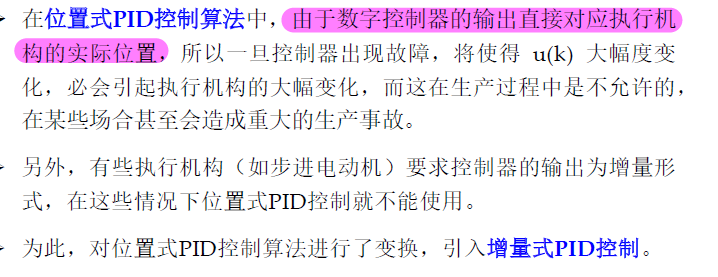 在位置式PID控制算法中，由于数字控制器的输出直接对应执行机
构的实际位置，所以一旦控制器出现故障，将使得 u(k) 大幅度变
化，必会引起执行机构的大幅变化，而这在生产过程中是不允许的，
在某些场合甚至会造成重大的生产事故。
另外，有些执行机构（如步进电动机）要求控制器的输出为增量形
式，在这些情况下位置式PID控制就不能使用。
为此，对位置式PID控制算法进行了变换，引入增量式PID控制。